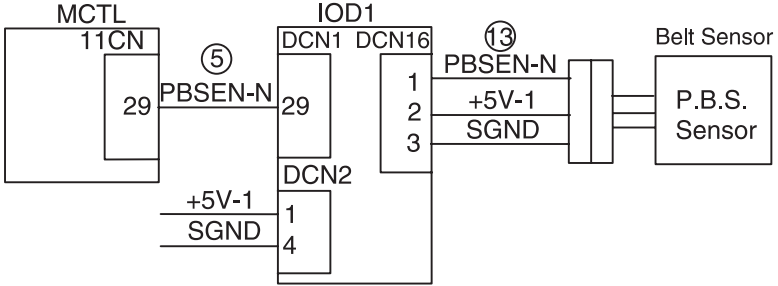 MCTL
IOD1
11CN
DCN1
DCN16
13
Belt Sensor
5
PBSEN-N
PBSEN-N
29
29
1
+5V-1
2
P.B.S.
Sensor
SGND
3
DCN2
+5V-1
1
SGND
4